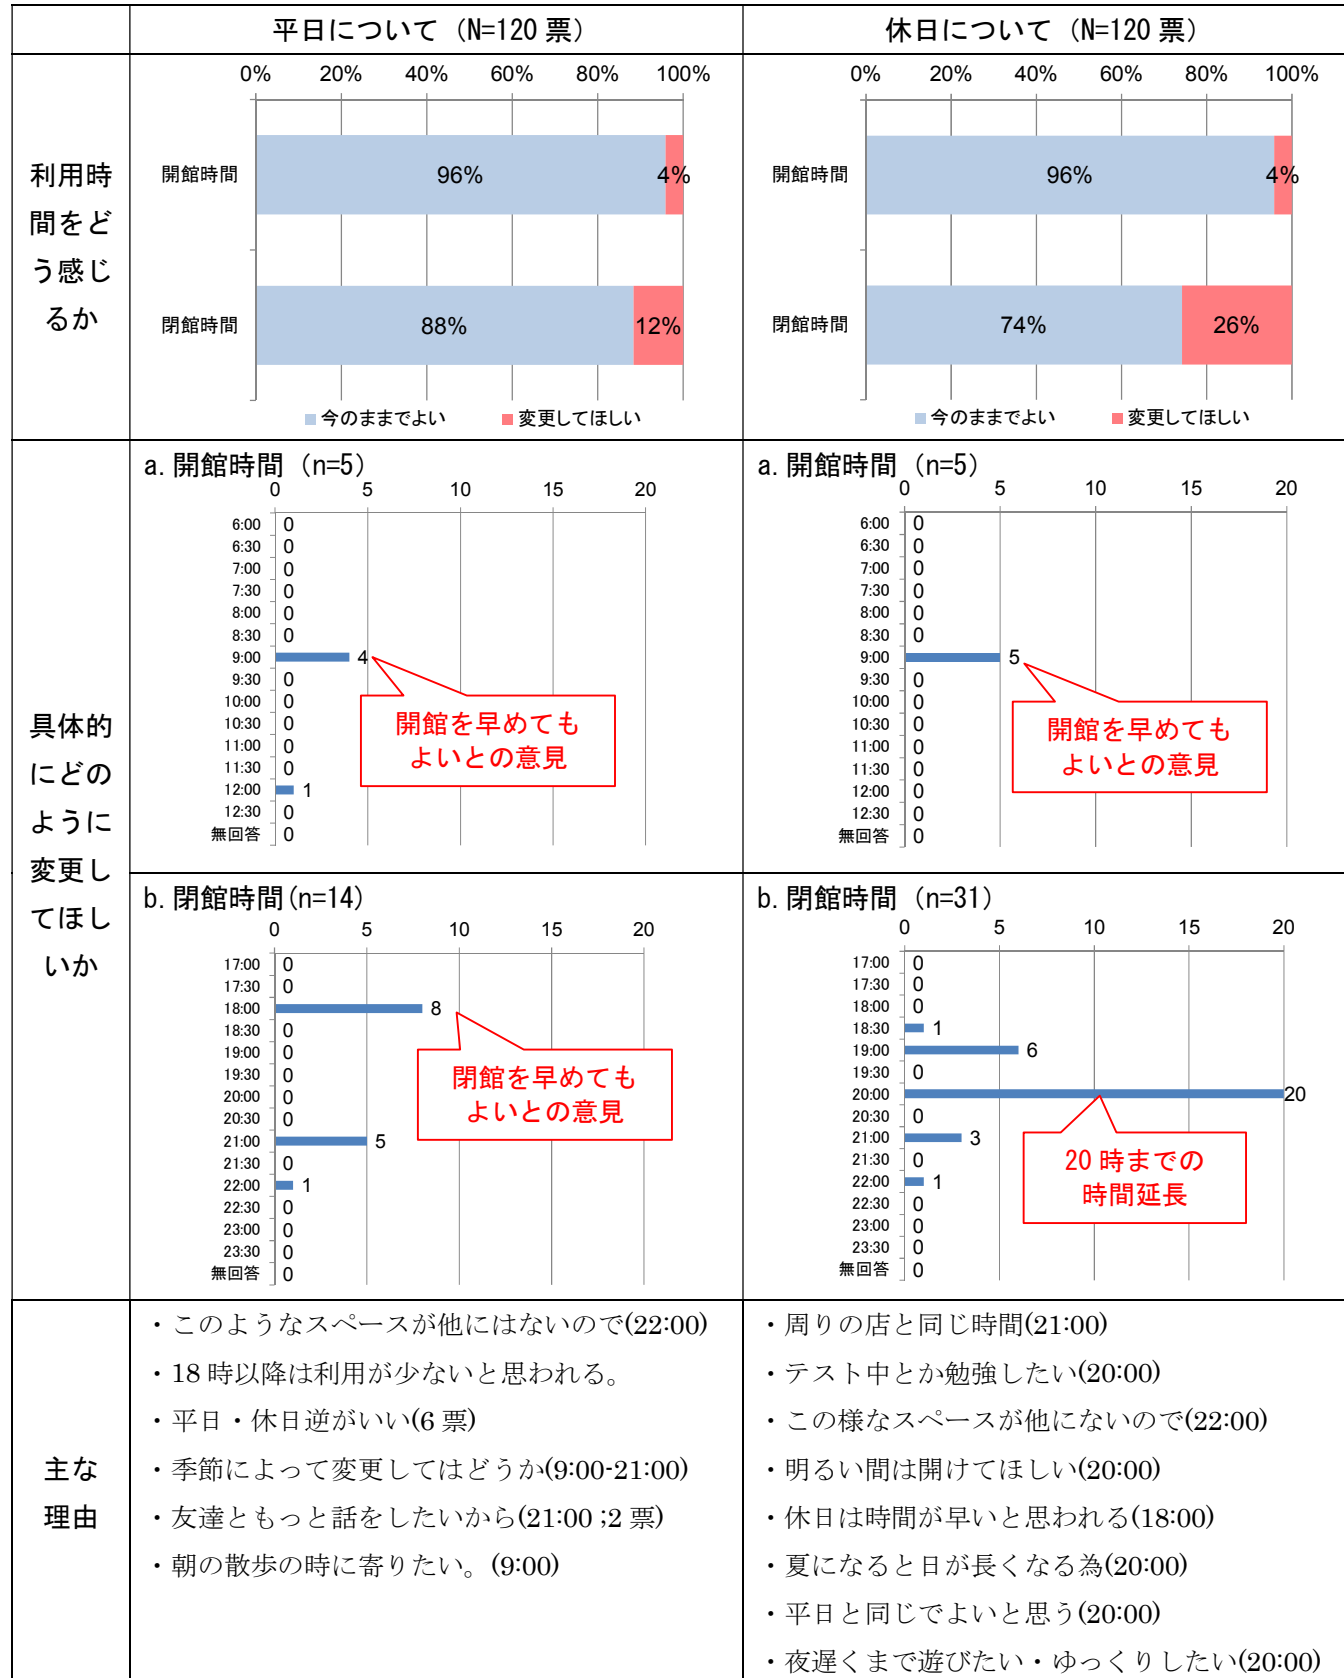 平日について（N=120 票）
休日について（N=120 票）
利用時
間をど
う感じ
るか
0% 20% 40% 60% 80% 100%
開館時間 96% 4%
閉館時間 88% 12%
今のままでよい 変更してほしい
0% 20% 40% 60% 80% 100%
開館時間 96% 4%
閉館時間 74% 26%
今のままでよい 変更してほしい
具体的
にどの
ように
変更し
てほし
いか
a. 開館時間（n=5）
0 5 10 15 20
6:00 0
6:30 0
7:00 0
7:30 0
8:00 0
8:30 0
9:00 4
9:30 0
10:00 0
10:30 0
11:00 0
11:30 0
12:00 1
12:30 0
無回答 0
開館を早めても
よいとの意見
a. 開館時間（n=5）
0 5 10 15 20
6:00 0
6:30 0
7:00 0
7:30 0
8:00 0
8:30 0
9:00 5
9:30 0
10:00 0
10:30 0
11:00 0
11:30 0
12:00 0
12:30 0
無回答 0
開館を早めても
よいとの意見
b. 閉館時間(n=14)
0 5 10 15 20
17:00 0
17:30 0
18:00 8
18:30 0
19:00 0
19:30 0
20:00 0
20:30 0
21:00 5
21:30 0
22:00 1
22:30 0
23:00 0
23:30 0
無回答 0
閉館を早めても
よいとの意見
b. 閉館時間（n=31）
0 5 10 15 20
17:00 0
17:30 0
18:00 0
18:30 1
19:00 6
19:30 0
20:00 20
20:30 0
21:00 3
21:30 0
22:00 1
22:30 0
23:00 0
23:30 0
無回答 0
20 時までの
時間延長
主な
理由
・このようなスペースが他にはないので(22:00)
・18 時以降は利用が少ないと思われる。
・平日・休日逆がいい(6 票)
・季節によって変更してはどうか(9:00-21:00)
・友達ともっと話をしたいから(21:00 ;2 票)
・朝の散歩の時に寄りたい。(9:00)
・周りの店と同じ時間(21:00)
・テスト中とか勉強したい(20:00)
・この様なスペースが他にないので(22:00)
・明るい間は開けてほしい(20:00)
・休日は時間が早いと思われる(18:00)
・夏になると日が長くなる為(20:00)
・平日と同じでよいと思う(20:00)
・夜遅くまで遊びたい・ゆっくりしたい(20:00)